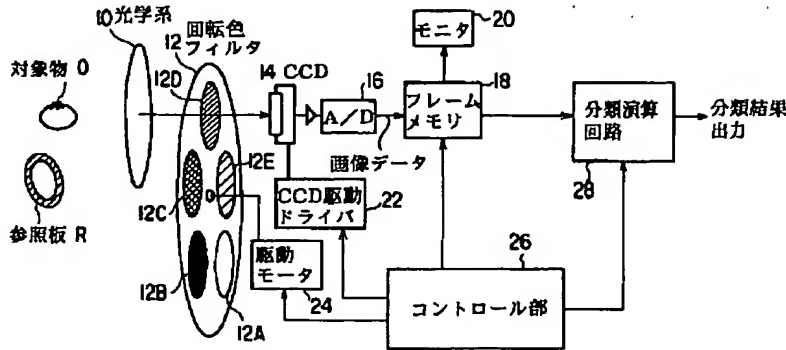 10 光学系
対象物 O
参照板 R
12 回転色
フィルタ
12D
12C
12E
12B
12A
14 CCD
16
A/D
画像データ
20
モニタ
18
フレーム
メモリ
CCD駆動
ドライバ
22
駆動
モータ
24
26
コントロール部
分類演算
回路
28
分類結果
出力